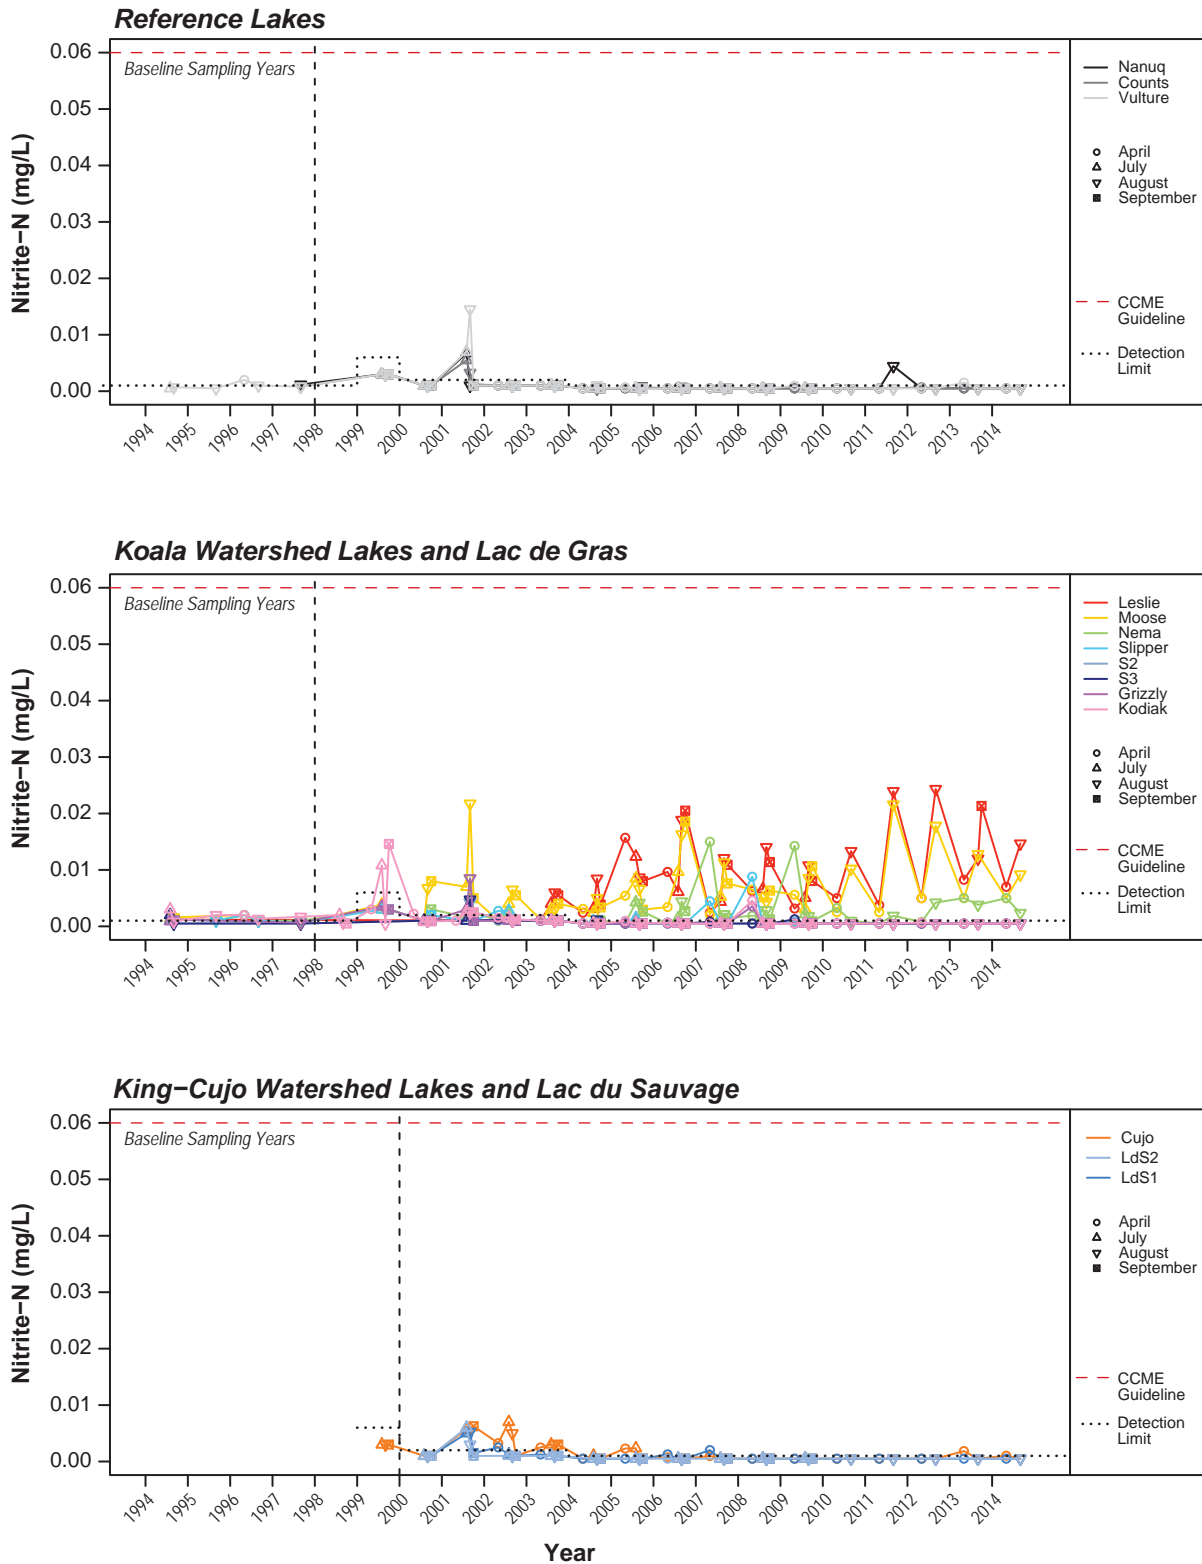 Reference Lakes
Nitrite−N (mg/L)
0.06
0.05
0.04
0.03
0.02
0.01
0.00
Baseline Sampling Years
1994
1995
1996
1997
1998
1999
2000
2001
2002
2003
2004
2005
2006
2007
2008
2009
2010
2011
2012
2013
2014
Nanuq
Counts
Vulture
April
July
August
September
CCME
Guideline
Detection
Limit
Koala Watershed Lakes and Lac de Gras
Nitrite−N (mg/L)
0.06
0.05
0.04
0.03
0.02
0.01
0.00
Baseline Sampling Years
1994
1995
1996
1997
1998
1999
2000
2001
2002
2003
2004
2005
2006
2007
2008
2009
2010
2011
2012
2013
2014
Leslie
Moose
Nema
Slipper
S2
S3
Grizzly
Kodiak
April
July
August
September
CCME
Guideline
Detection
Limit
King−Cujo Watershed Lakes and Lac du Sauvage
Nitrite−N (mg/L)
0.06
0.05
0.04
0.03
0.02
0.01
0.00
Baseline Sampling Years
1994
1995
1996
1997
1998
1999
2000
2001
2002
2003
2004
2005
2006
2007
2008
2009
2010
2011
2012
2013
2014
Cujo
LdS2
LdS1
April
July
August
September
CCME
Guideline
Detection
Limit
Year